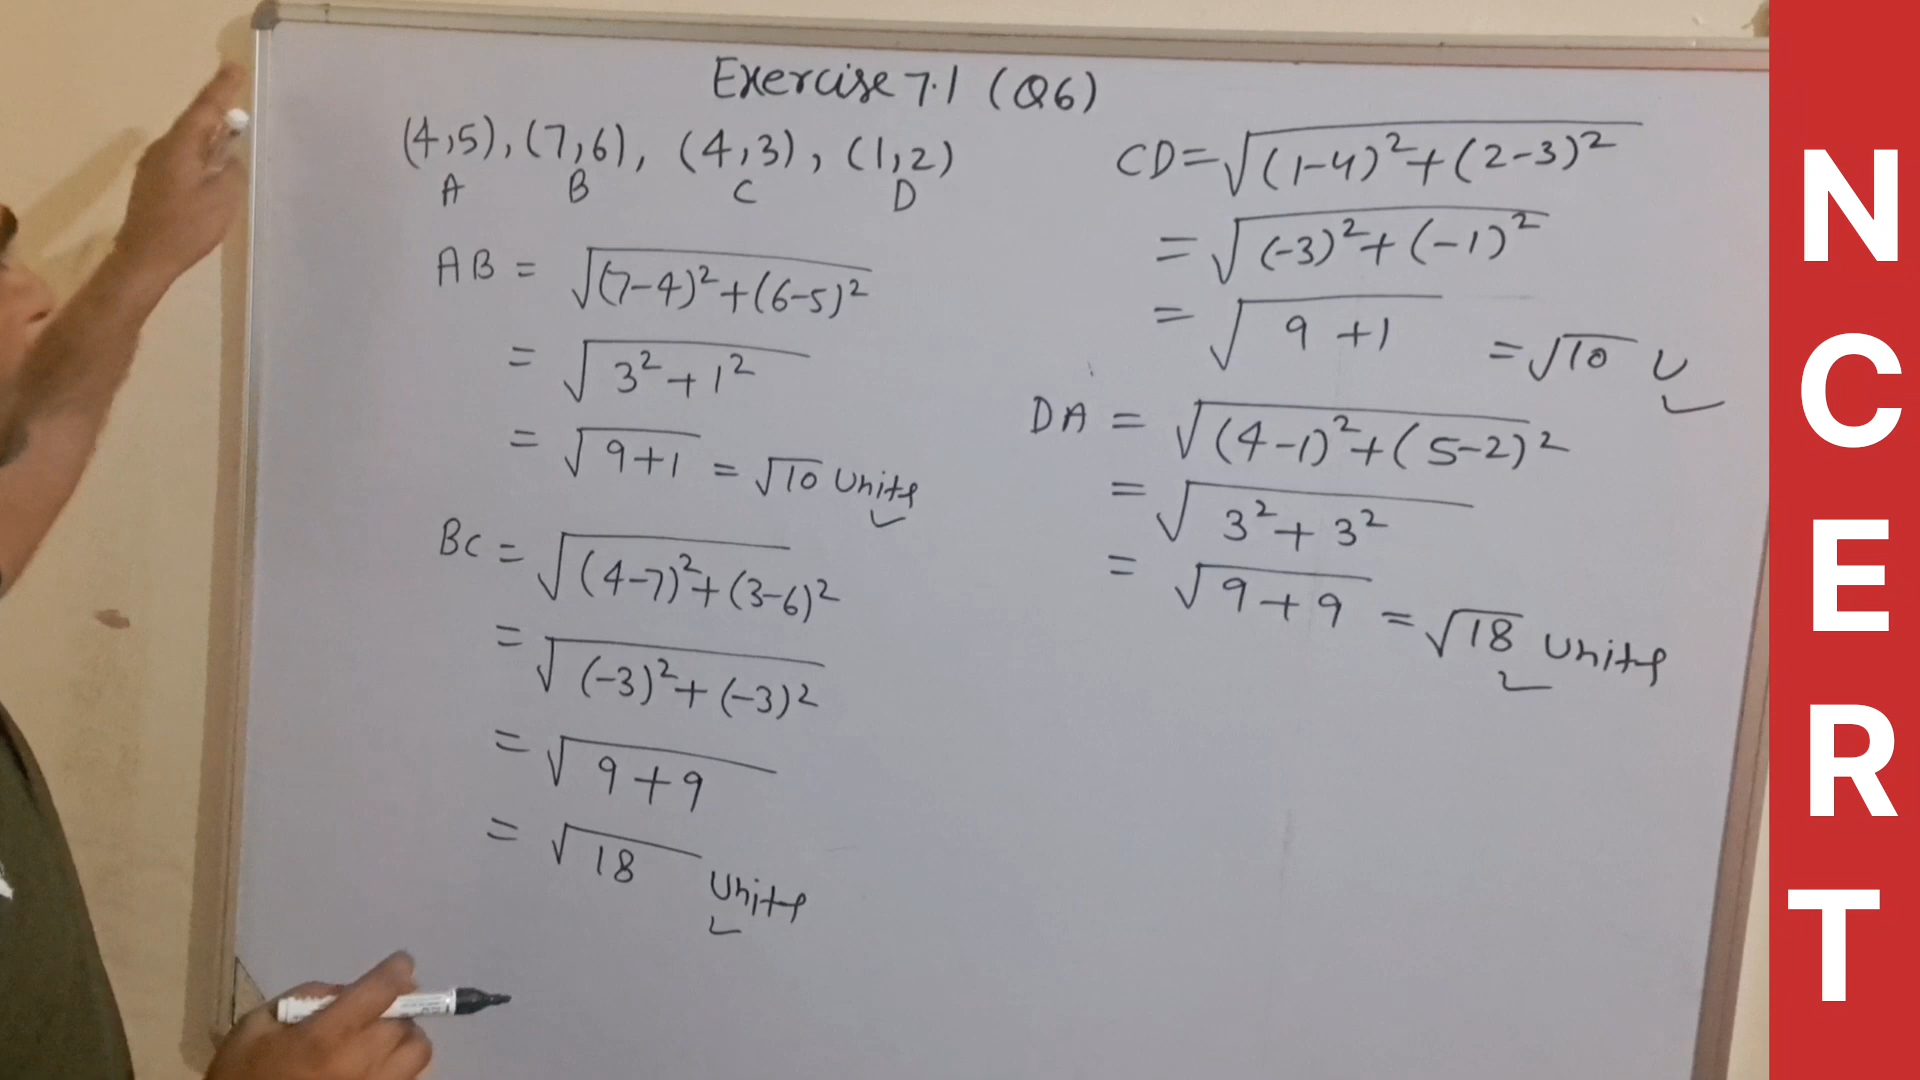 Exercise 7.1 (Q6)
(4,5), (7,6), (4,3), (1,2)
A B C D
AB = √(7-4)²+(6-5)²
= √3²+1²
= √9+1 = √10 Units
BC = √(4-7)²+(3-6)²
= √(-3)²+(-3)²
= √9+9
= √18 Units
CD = √(1-4)²+(2-3)²
= √(-3)²+(-1)²
= √9+1 = √10 U
DA = √(4-1)²+(5-2)²
= √3²+3²
= √9+9 = √18 Units
NCERT